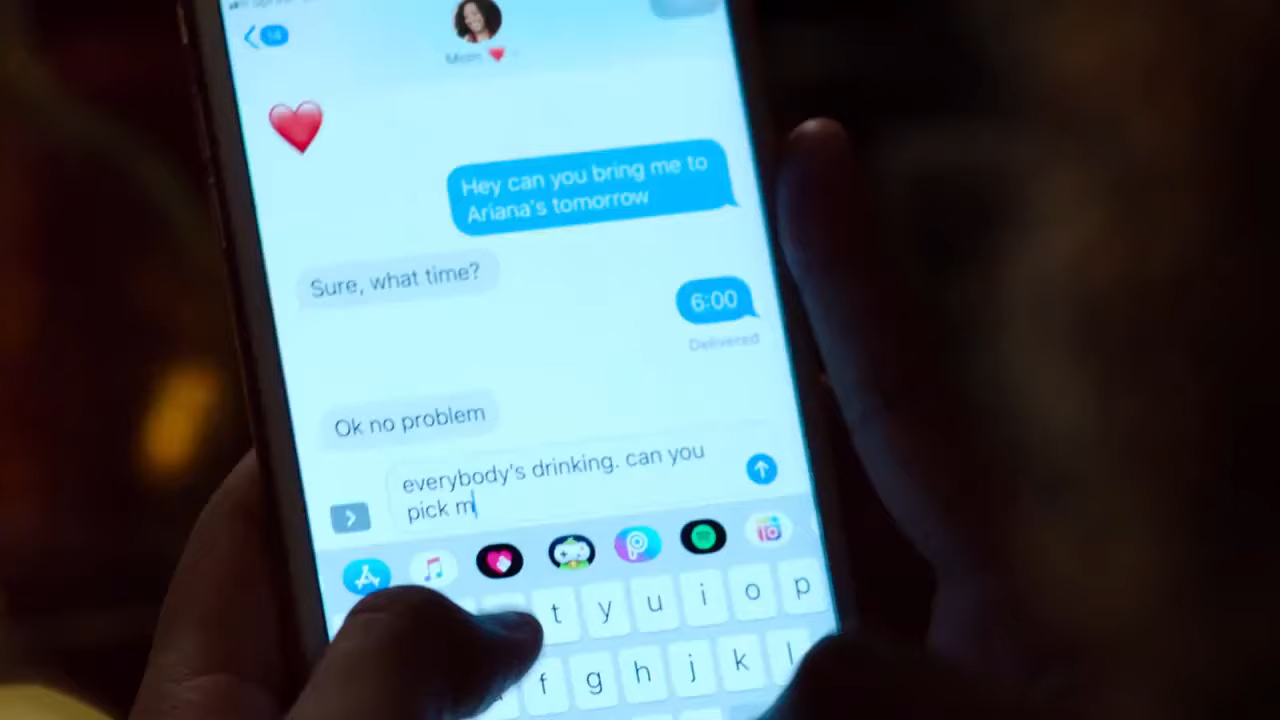 14
Mom ❤️
❤️
Hey can you bring me to
Ariana's tomorrow
Sure, what time?
6:00
Delivered
Ok no problem
everybody's drinking. can you
pick m
t y u i o p
f g h j k l